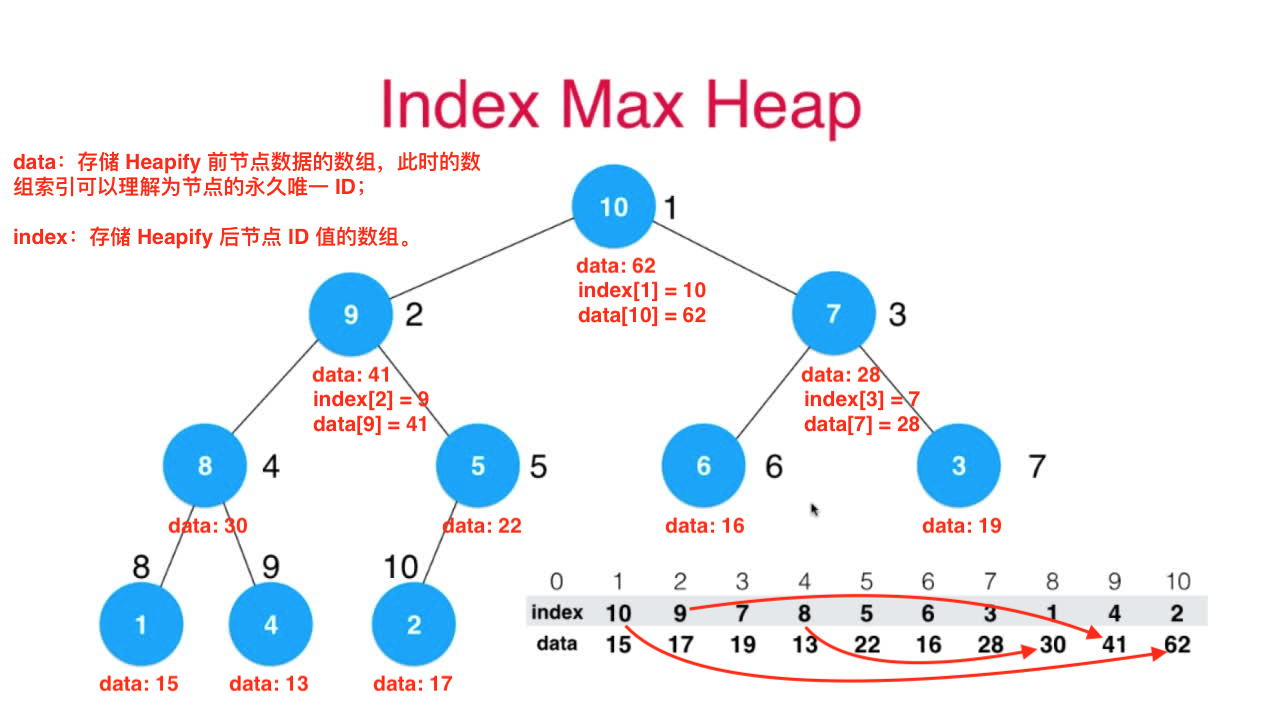 Index Max Heap
data：存储 Heapify 前节点数据的数组，此时的数
组索引可以理解为节点的永久唯一 ID；
index：存储 Heapify 后节点 ID 值的数组。
10 1
data: 62
index[1] = 10
data[10] = 62
9 2
data: 41
index[2] = 9
data[9] = 41
7 3
data: 28
index[3] = 7
data[7] = 28
8 4
data: 30
5 5
data: 22
6 6
data: 16
3 7
data: 19
8
1
data: 15
9
4
data: 13
10
2
data: 17
0 1 2 3 4 5 6 7 8 9 10
index 10 9 7 8 5 6 3 1 4 2
data 15 17 19 13 22 16 28 30 41 62